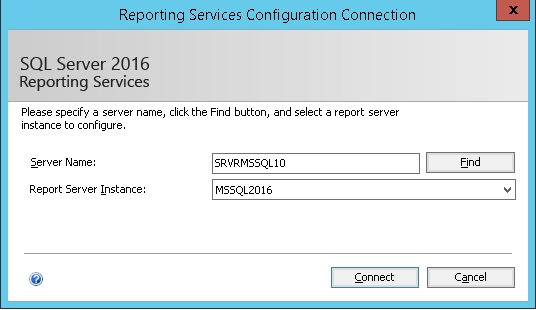 Reporting Services Configuration Connection
x
SQL Server 2016
Reporting Services
Please specify a server name, click the Find button, and select a report server
instance to configure.
Server Name: SRVRMSSQL10 Find
Report Server Instance: MSSQL2016
? Connect Cancel